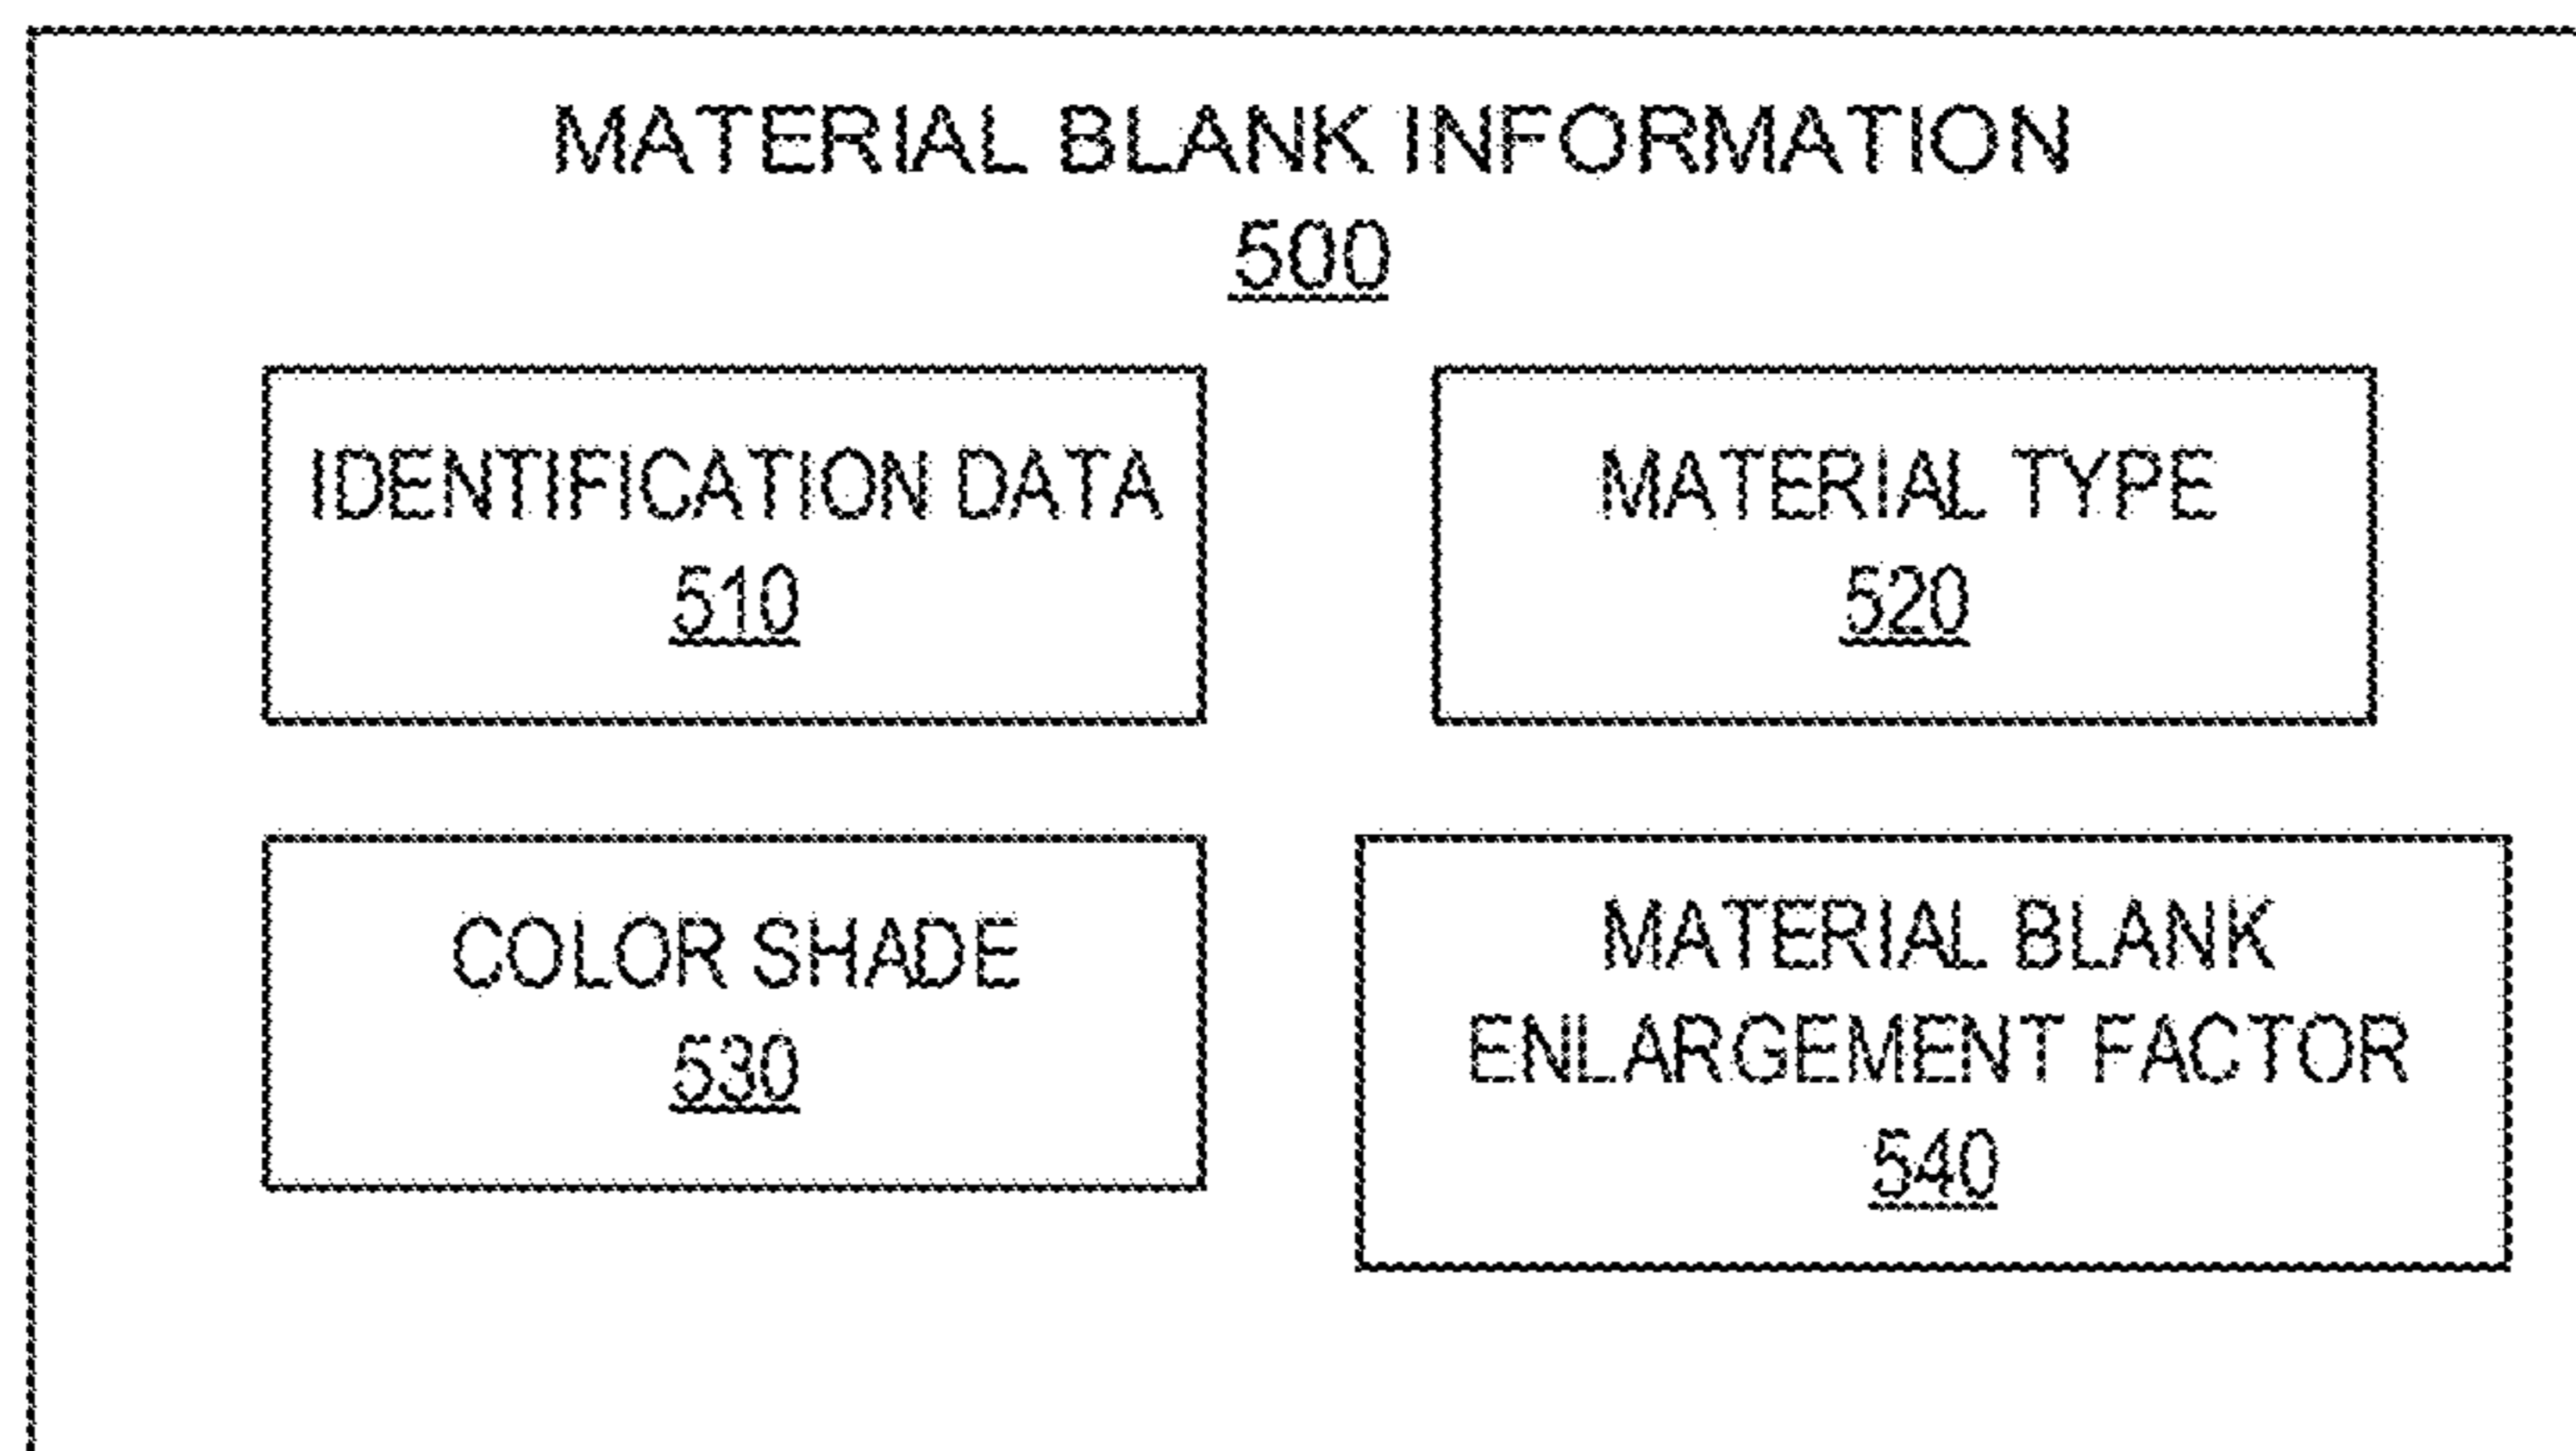 MATERIAL BLANK INFORMATION
500
IDENTIFICATION DATA
510
MATERIAL TYPE
520
COLOR SHADE
530
MATERIAL BLANK
ENLARGEMENT FACTOR
540